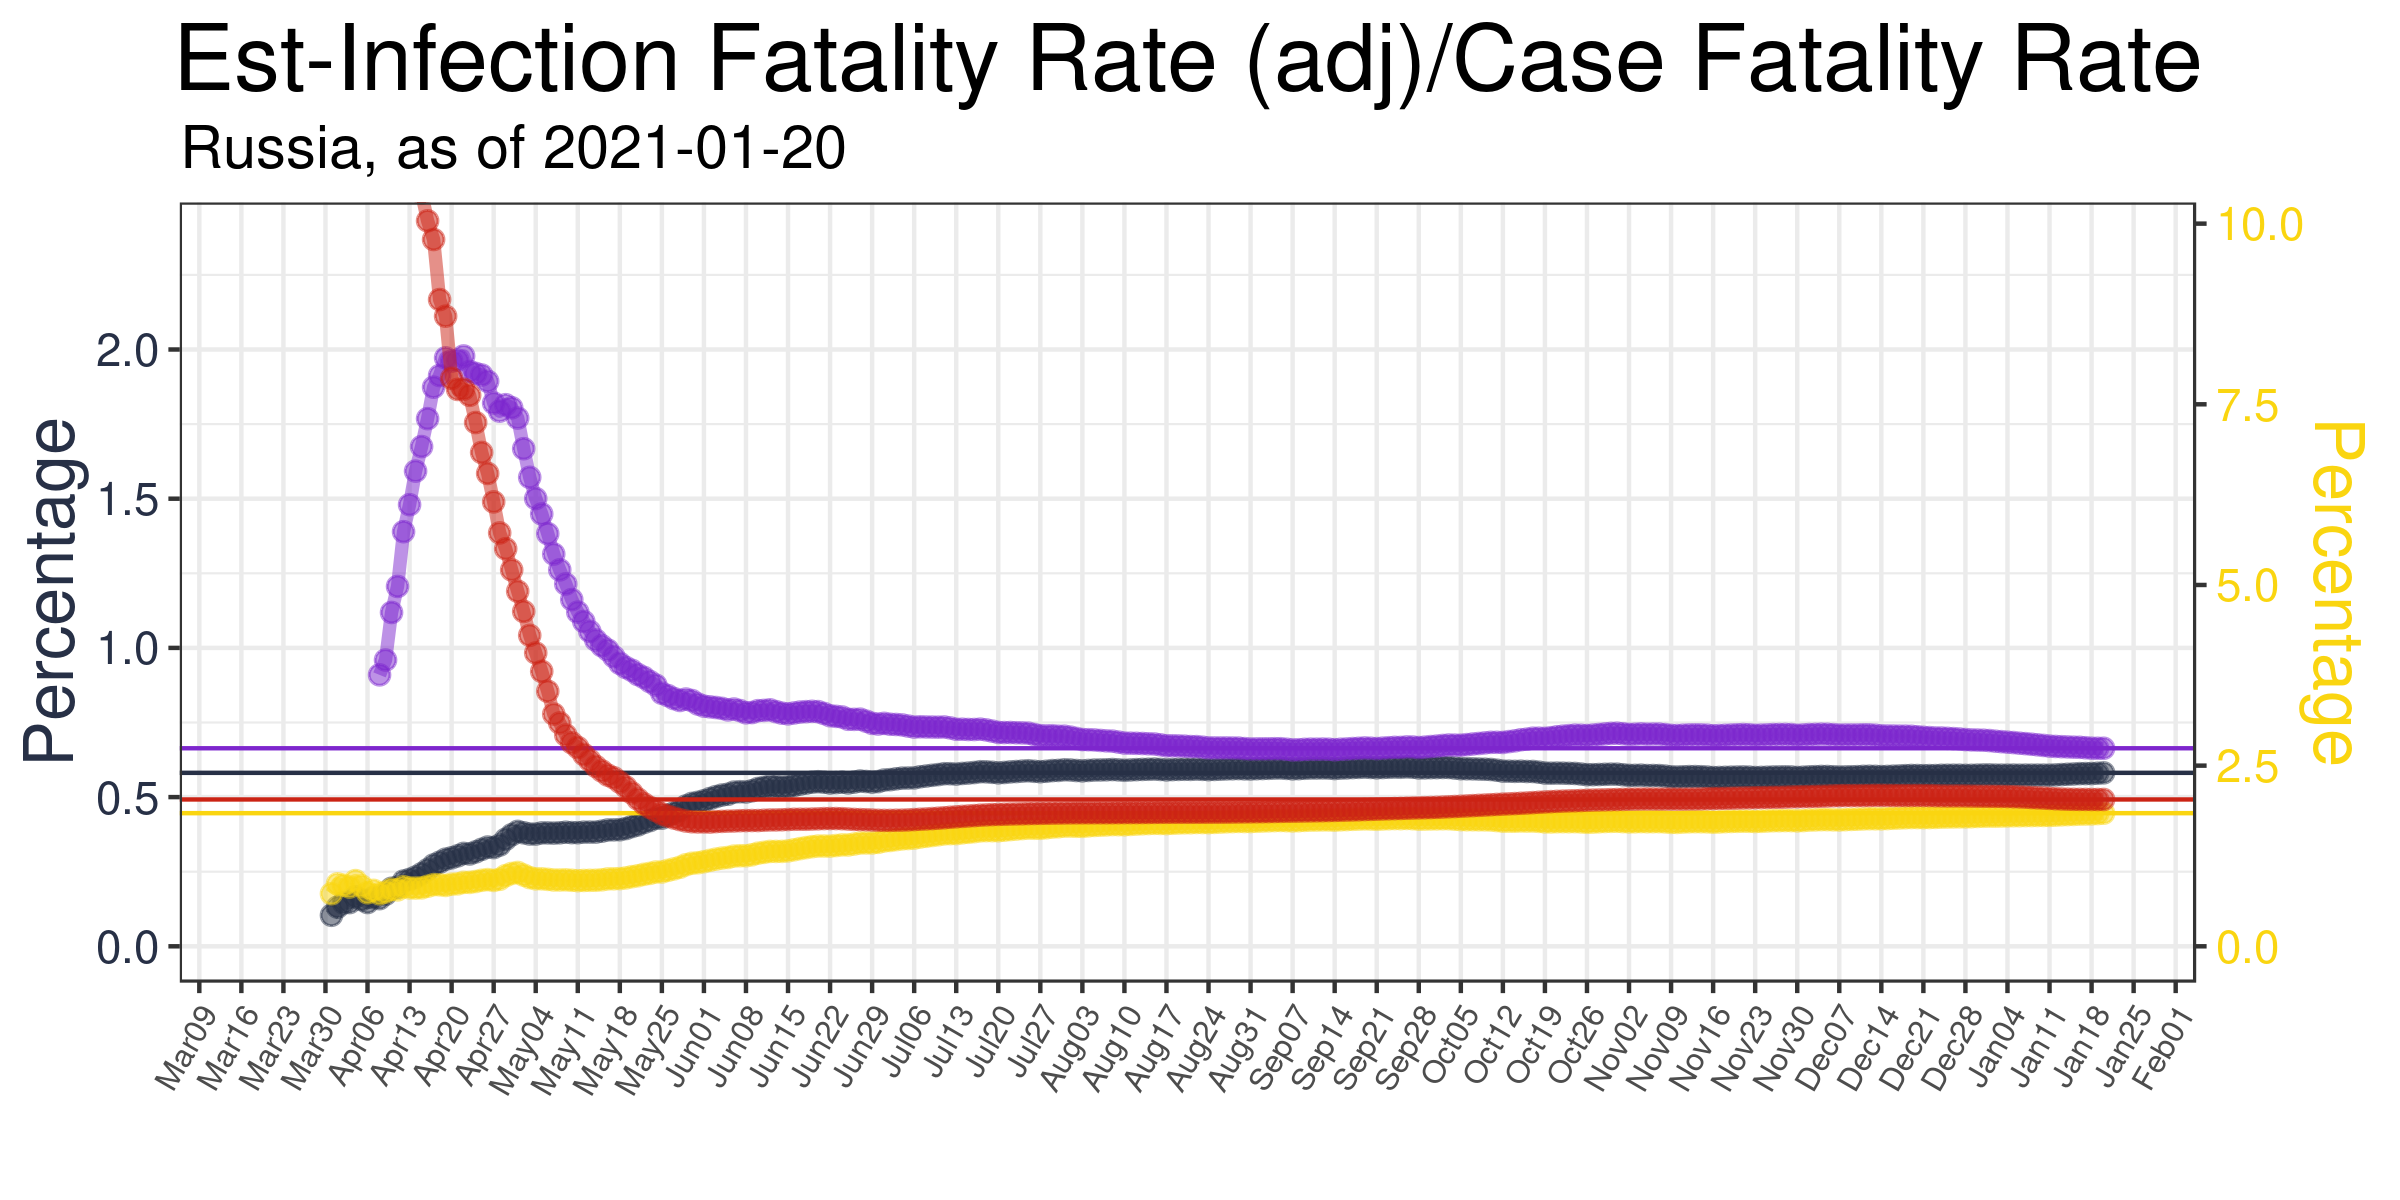 Est-Infection Fatality Rate (adj)/Case Fatality Rate
Russia, as of 2021-01-20
Percentage
2.0
1.5
1.0
0.5
0.0
10.0
7.5
5.0
2.5
0.0
Percentage
Mar09
Mar16
Mar23
Mar30
Apr06
Apr13
Apr20
Apr27
May04
May11
May18
May25
Jun01
Jun08
Jun15
Jun22
Jun29
Jul06
Jul13
Jul20
Jul27
Aug03
Aug10
Aug17
Aug24
Aug31
Sep07
Sep14
Sep21
Sep28
Oct05
Oct12
Oct19
Oct26
Nov02
Nov09
Nov16
Nov23
Nov30
Dec07
Dec14
Dec21
Dec28
Jan04
Jan11
Jan18
Jan25
Feb01